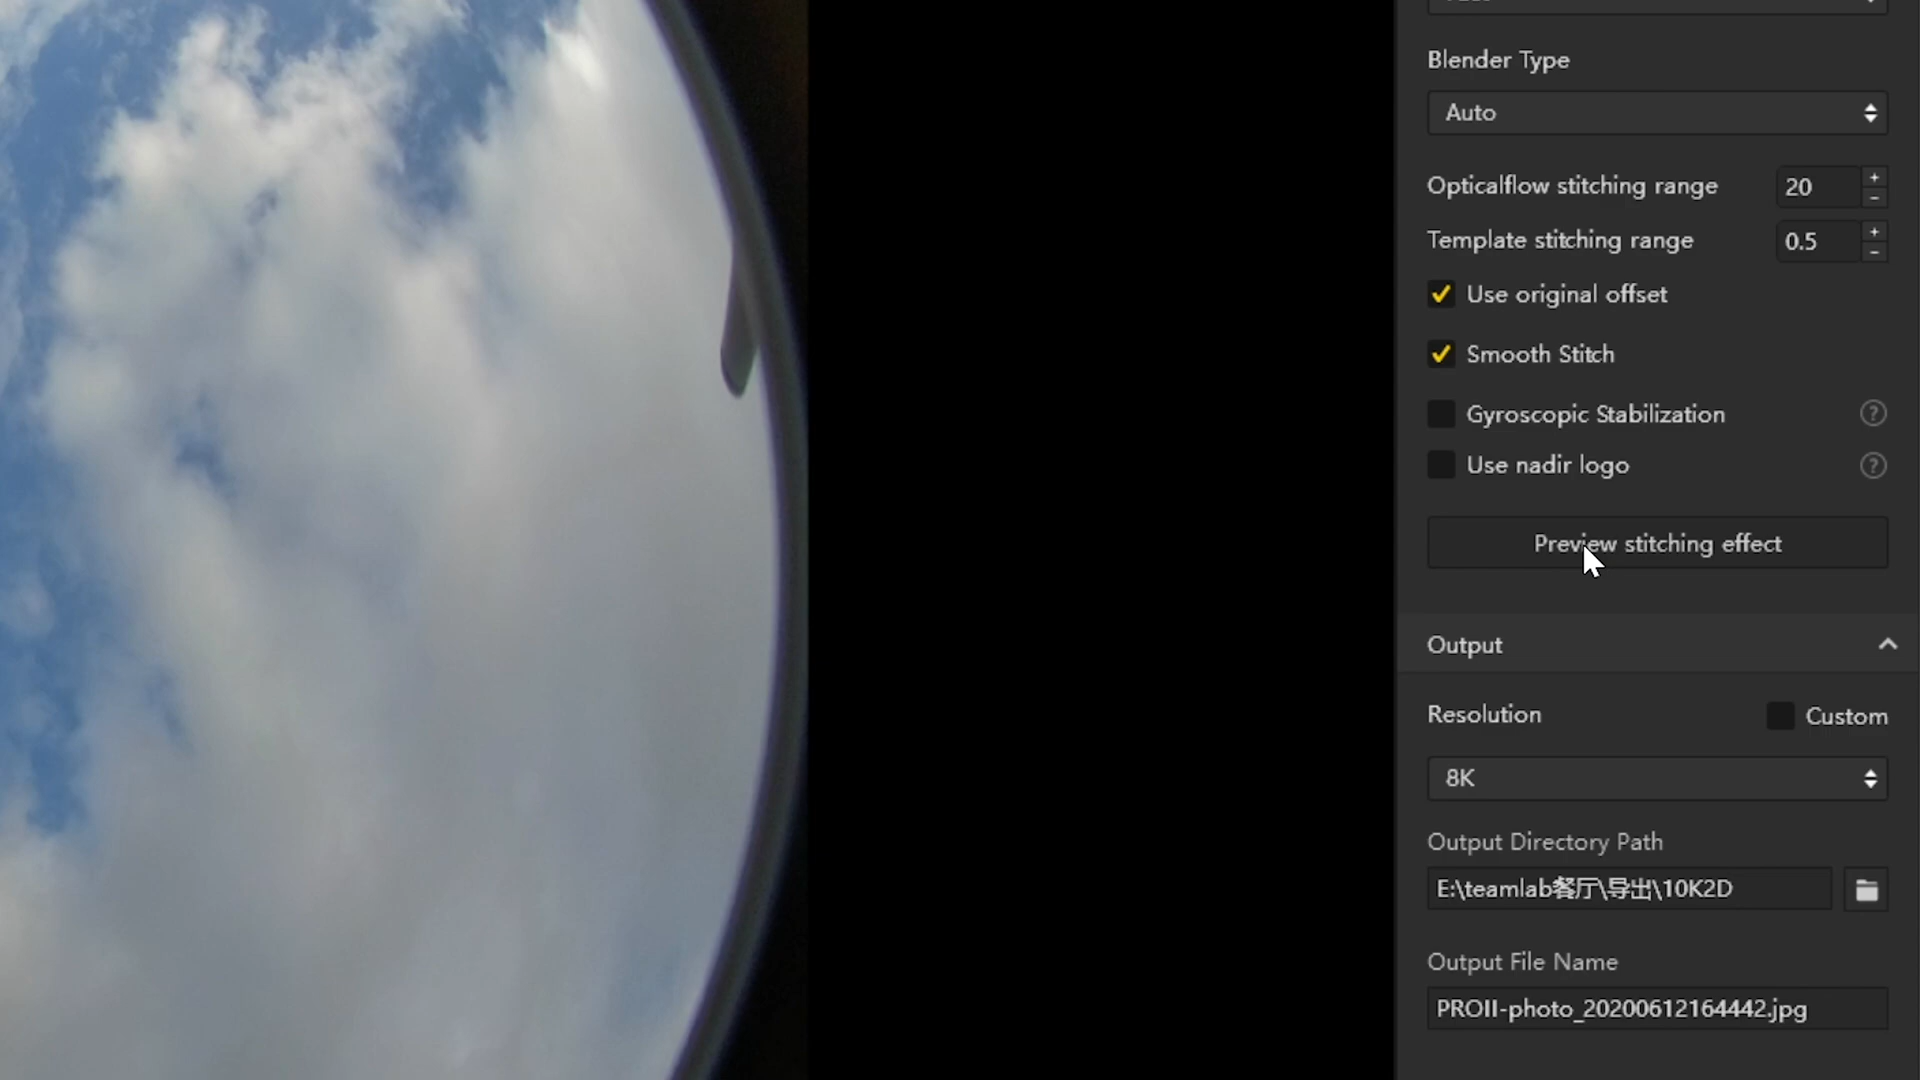 Blender Type
Auto
Opticalflow stitching range 20
Template stitching range 0.5
Use original offset
Smooth Stitch
Gyroscopic Stabilization ?
Use nadir logo ?
Preview stitching effect
Output
Resolution Custom
8K
Output Directory Path
E:\teamlab餐厅\导出\10K2D
Output File Name
PROII-photo_20200612164442.jpg